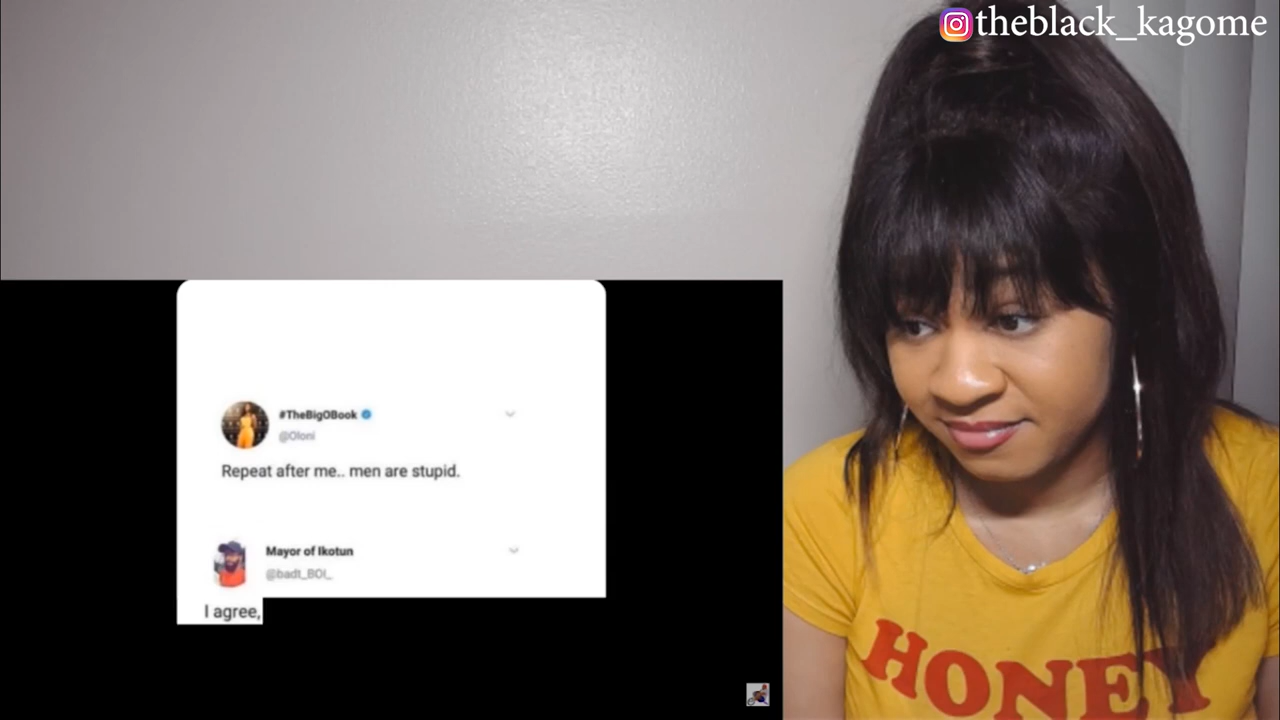 theblack_kagome
#TheBigOBook
@Oloni
Repeat after me.. men are stupid.
Mayor of Ikotun
@badt_BOI_
I agree,
HONEY